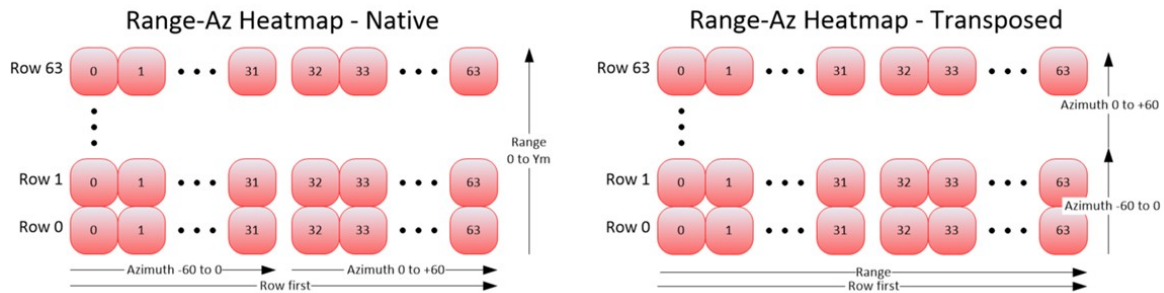 Range-Az Heatmap - Native
Row 63 0 1 31 32 33 63
Range
0 to Ym
Row 1 0 1 31 32 33 63
Row 0 0 1 31 32 33 63
Azimuth -60 to 0 Azimuth 0 to +60
Row first
Range-Az Heatmap - Transposed
Row 63 0 1 31 32 33 63
Azimuth 0 to +60
Row 1 0 1 31 32 33 63
Azimuth -60 to 0
Row 0 0 1 31 32 33 63
Range
Row first